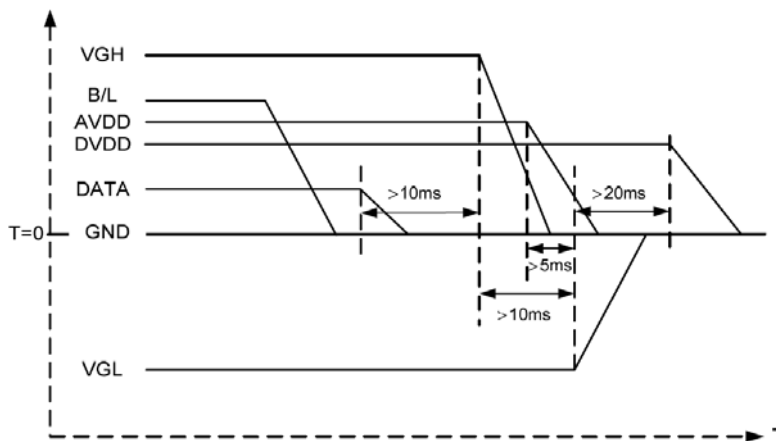 VGH
B/L
AVDD
DVDD
DATA
>10ms
>20ms
T=0
GND
>5ms
>10ms
VGL
T